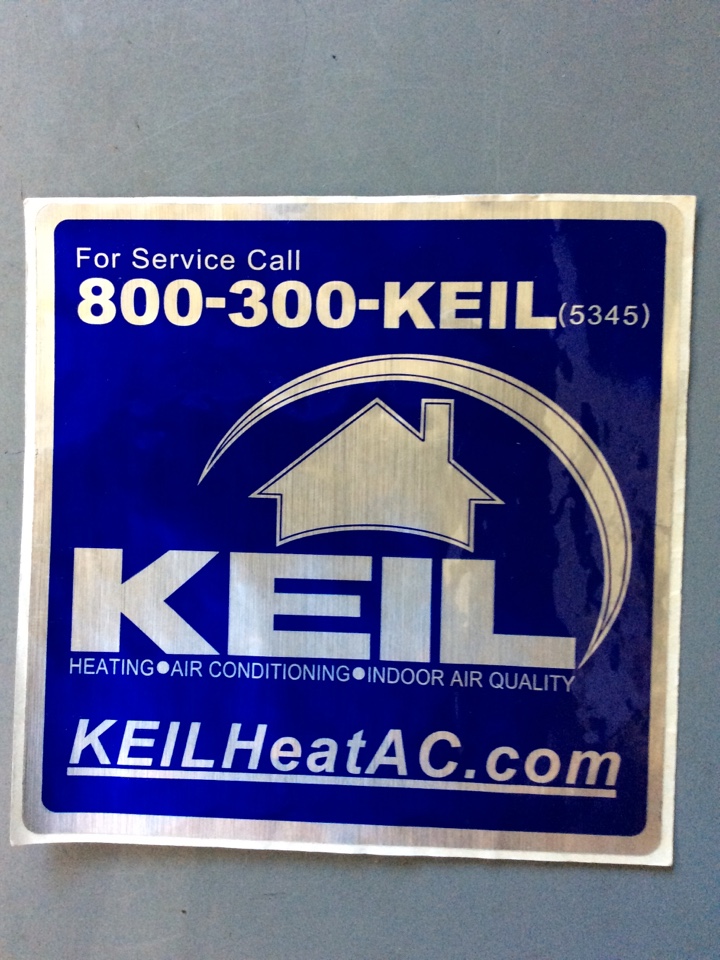 For Service Call
800-300-KEIL(5345)
KEIL
HEATING●AIR CONDITIONING●INDOOR AIR QUALITY
KEILHeatAC.com